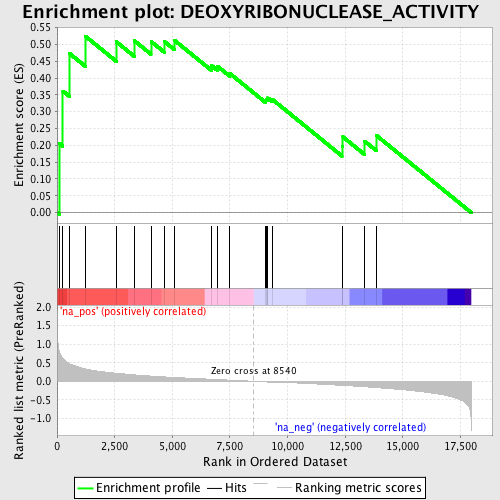 Enrichment plot: DEOXYRIBONUCLEASE_ACTIVITY
Enrichment score (ES)
0.55
0.50
0.45
0.40
0.35
0.30
0.25
0.20
0.15
0.10
0.05
0.00
'na_pos' (positively correlated)
Ranked list metric (PreRanked)
2.0
1.5
1.0
0.5
0.0
-0.5
-1.0
Zero cross at 8540
'na_neg' (negatively correlated)
0 2,500 5,000 7,500 10,000 12,500 15,000 17,500
Rank in Ordered Dataset
Enrichment profile Hits Ranking metric scores